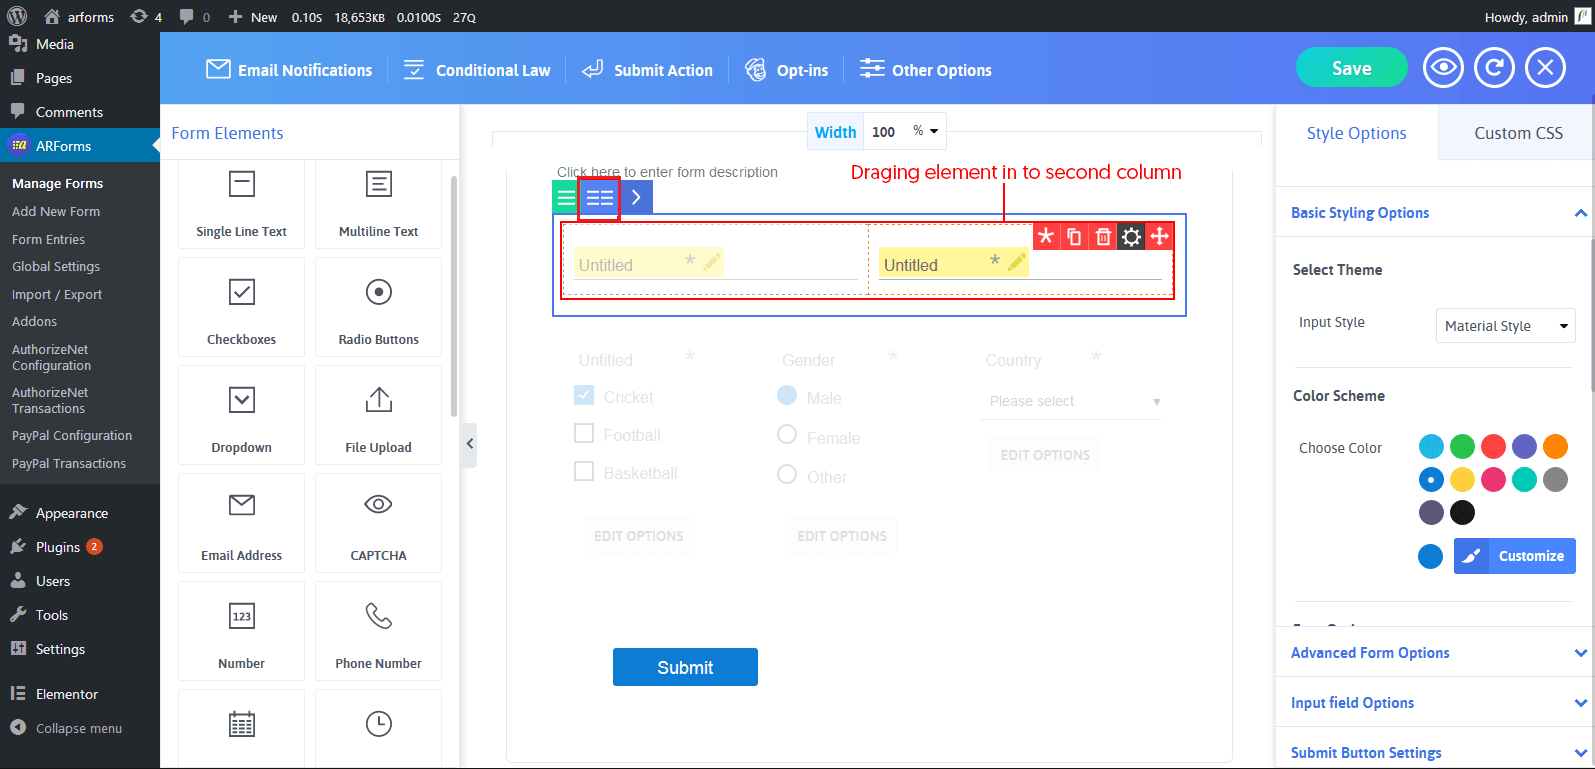 arforms
4
0
New
0.10S
18,653KB
0.0100S
27Q
Howdy, admin
Media
Pages
Comments
ARForms
Manage Forms
Add New Form
Form Entries
Global Settings
Import / Export
Addons
AuthorizeNet
Configuration
AuthorizeNet
Transactions
PayPal Configuration
PayPal Transactions
Appearance
Plugins 2
Users
Tools
Settings
Elementor
Collapse menu
Email Notifications
Conditional Law
Submit Action
Opt-ins
Other Options
Save
Form Elements
Single Line Text
Multiline Text
Checkboxes
Radio Buttons
Dropdown
File Upload
Email Address
CAPTCHA
123
Number
Phone Number
Width 100 %
Click here to enter form description
Draging element in to second column
Untitled *
Untitled *
Untitled *
Cricket
Football
Basketball
EDIT OPTIONS
Gender *
Male
Female
Other
EDIT OPTIONS
Country *
Please select
EDIT OPTIONS
Submit
Style Options
Custom CSS
Basic Styling Options
Select Theme
Input Style
Material Style
Color Scheme
Choose Color
Customize
Advanced Form Options
Input field Options
Submit Button Settings